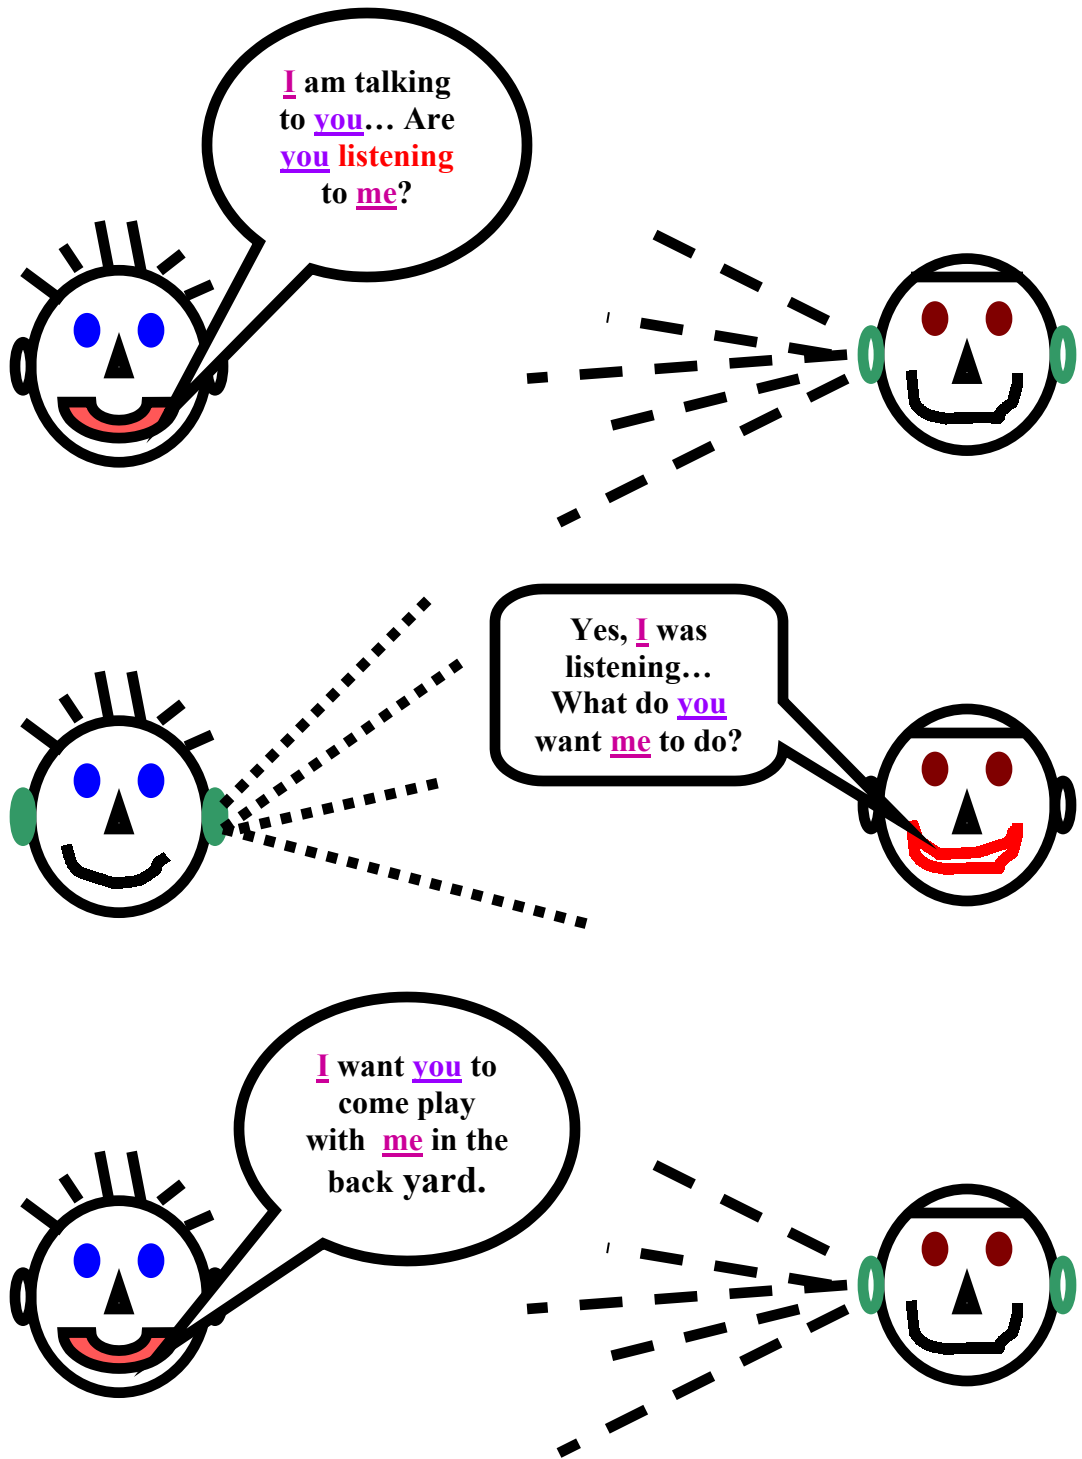 I am talking
to you… Are
you listening
to me?
Yes, I was
listening…
What do you
want me to do?
I want you to
come play
with me in the
back yard.